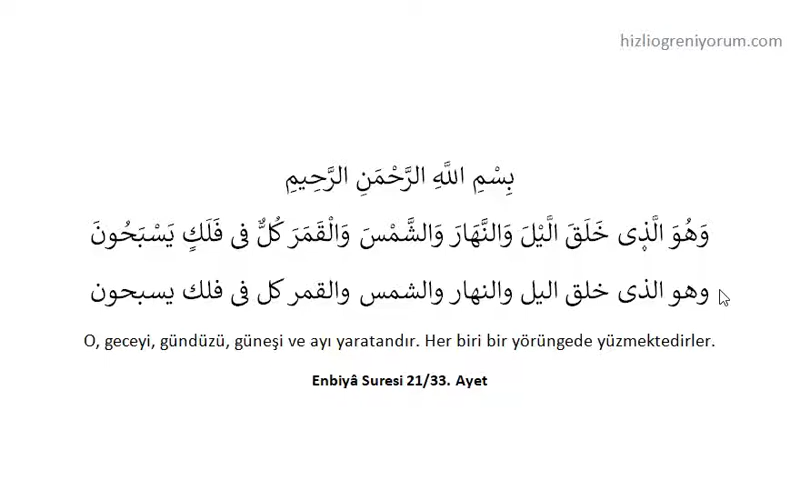 hizliogreniyorum.com
بِسْمِ اللَّهِ الرَّحْمَنِ الرَّحِيمِ
وَهُوَ الَّذٖى خَلَقَ الَّيْلَ وَالنَّهَارَ وَالشَّمْسَ وَالْقَمَرَ كُلٌّ فى فَلَكٍ يَسْبَحُونَ
وهو الذى خلق اليل والنهار والشمس والقمر كل فى فلك يسبحون
O, geceyi, gündüzü, güneşi ve ayı yaratandır. Her biri bir yörüngede yüzmektedirler.
Enbiyâ Suresi 21/33. Ayet